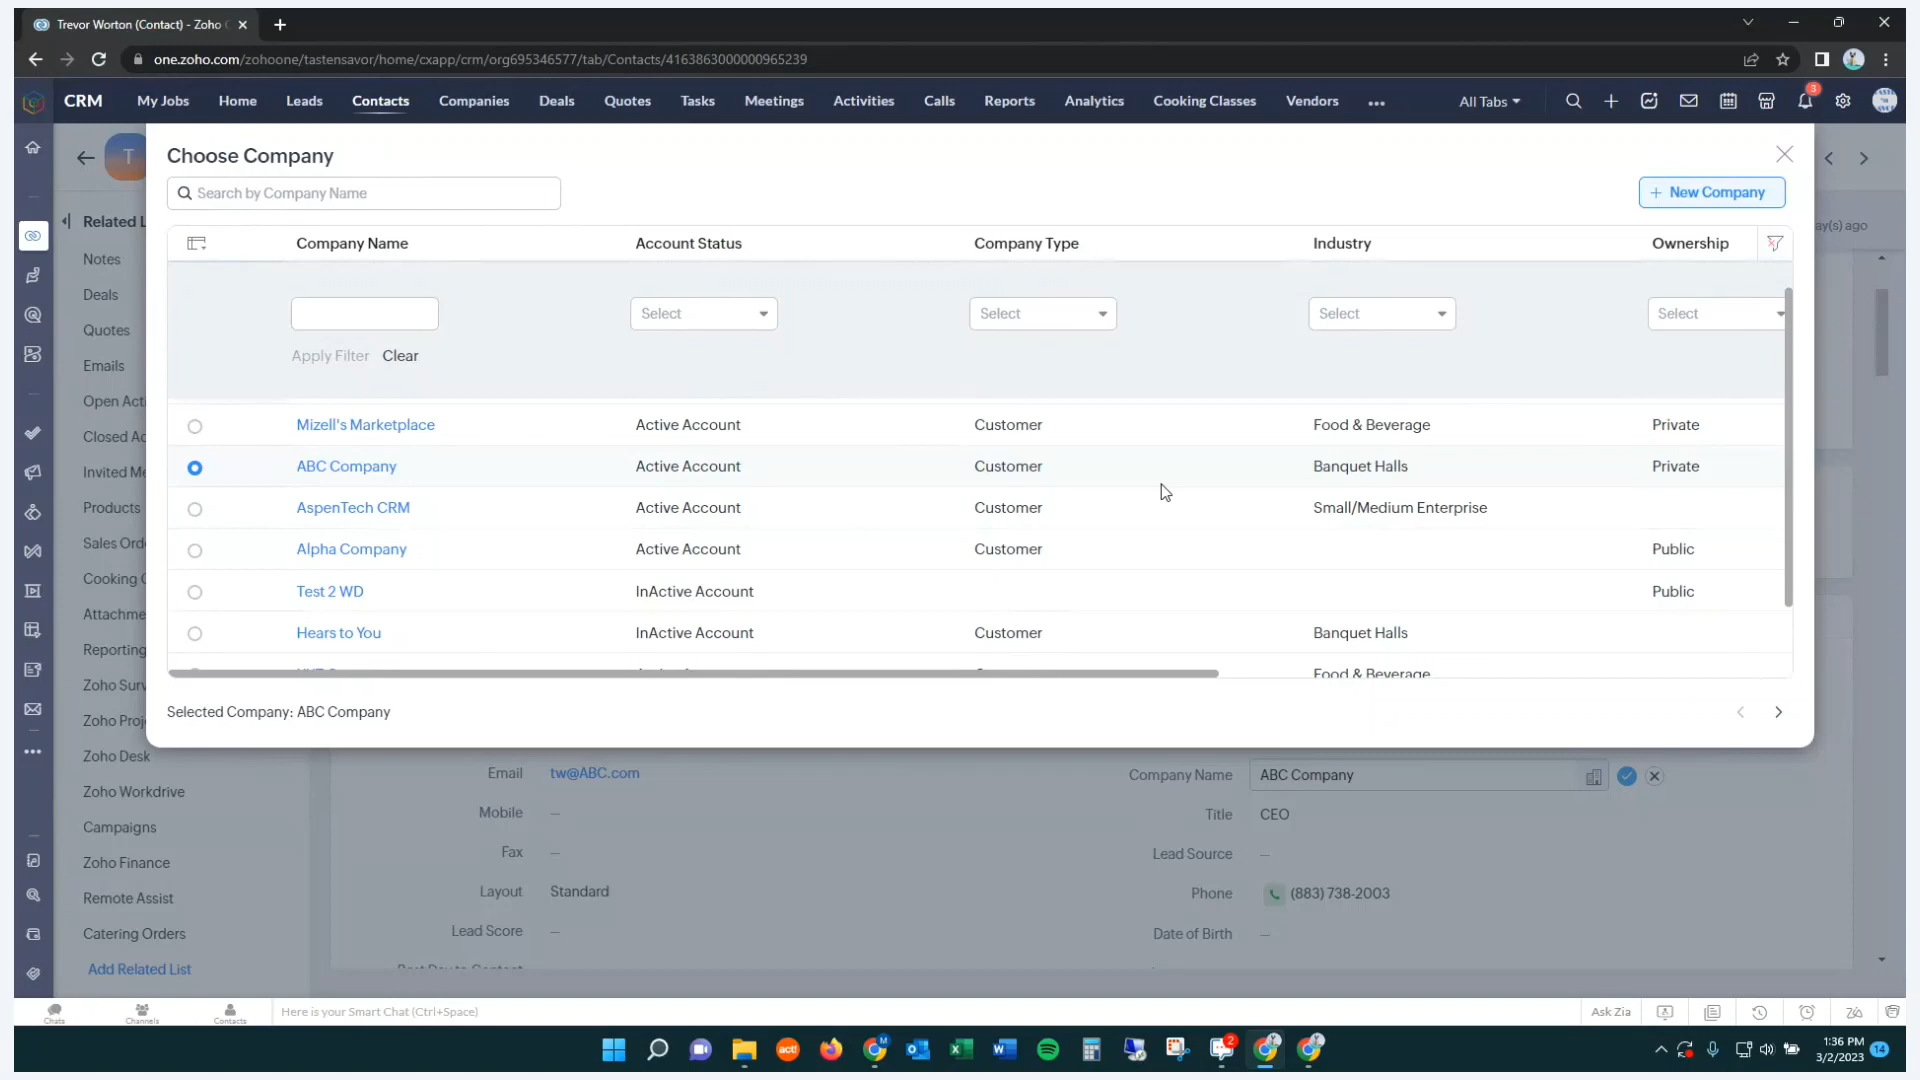 Trevor Worton (Contact) - Zoho C
one.zoho.com/zohoone/tastensavor/home/cxapp/crm/org695346577/tab/Contacts/4163863000000965239
CRM My Jobs Home Leads Contacts Companies Deals Quotes Tasks Meetings Activities Calls Reports Analytics Cooking Classes Vendors ••• All Tabs 3
T
Choose Company
Search by Company Name
+ New Company
Related L
ay(s) ago
Company Name Account Status Company Type Industry Ownership
Select Select Select Select
Apply Filter Clear
Mizell's Marketplace Active Account Customer Food & Beverage Private
ABC Company Active Account Customer Banquet Halls Private
AspenTech CRM Active Account Customer Small/Medium Enterprise
Alpha Company Active Account Customer Public
Test 2 WD InActive Account Public
Hears to You InActive Account Customer Banquet Halls
Food & Beverage
Selected Company: ABC Company
Notes
Deals
Quotes
Emails
Open Act
Closed Ac
Invited Me
Products
Sales Orde
Cooking C
Attachme
Reporting
Zoho Surv
Zoho Proj
Zoho Desk
Zoho Workdrive
Campaigns
Zoho Finance
Remote Assist
Catering Orders
Add Related List
Email tw@ABC.com Company Name ABC Company
Mobile — Title CEO
Fax — Lead Source —
Layout Standard Phone (883) 738-2003
Lead Score — Date of Birth —
Chats Channels Contacts Here is your Smart Chat (Ctrl+Space) Ask Zia
act! M 2
1:36 PM
3/2/2023 14